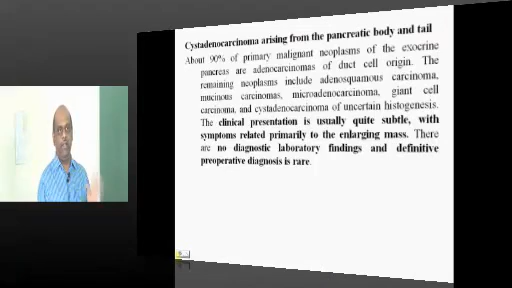 Cystadenocarcinoma arising from the pancreatic body and tail
About 90% of primary malignant neoplasms of the exocrine
pancreas are adenocarcinomas of duct cell origin. The
remaining neoplasms include adenosquamous carcinoma,
mucinous carcinomas, microadenocarcinoma, giant cell
carcinoma, and cystadenocarcinoma of uncertain histogenesis.
The clinical presentation is usually quite subtle, with
symptoms related primarily to the enlarging mass. There
are no diagnostic laboratory findings and definitive
preoperative diagnosis is rare.